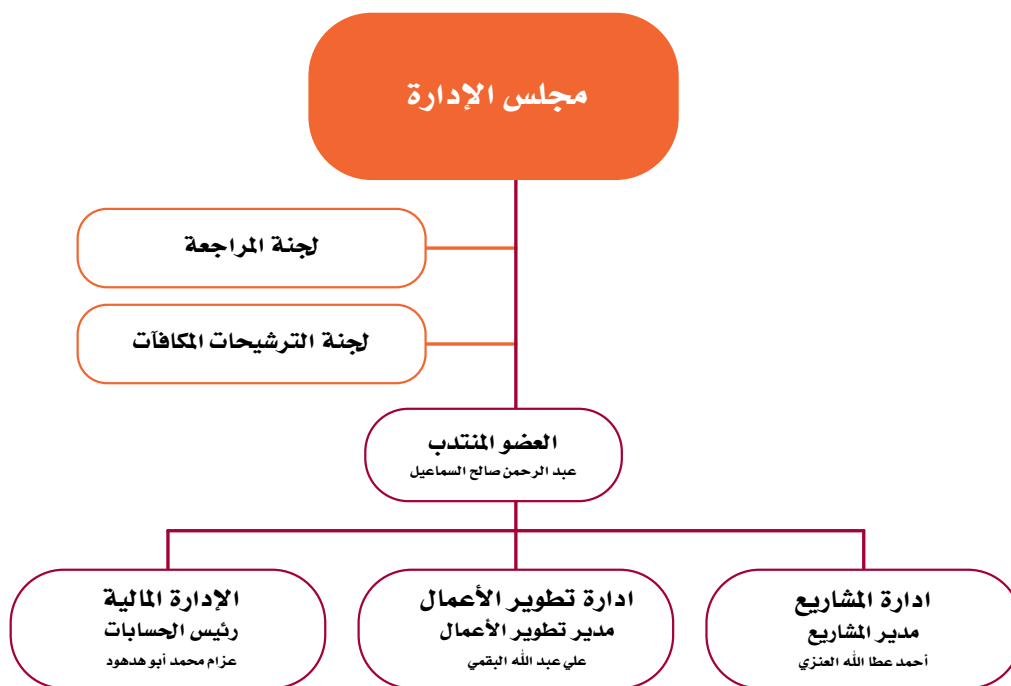 مجلس الإدارة
لجنة المراجعة
لجنة الترشيحات المكافآت
العضو المنتدب
عبد الرحمن صالح السماعيل
ادارة المشاريع
مدير المشاريع
أحمد عطا الله العنزي
ادارة تطوير الأعمال
مدير تطوير الأعمال
علي عبد الله البقمي
الإدارة المالية
رئيس الحسابات
عزام محمد أبو هدهود